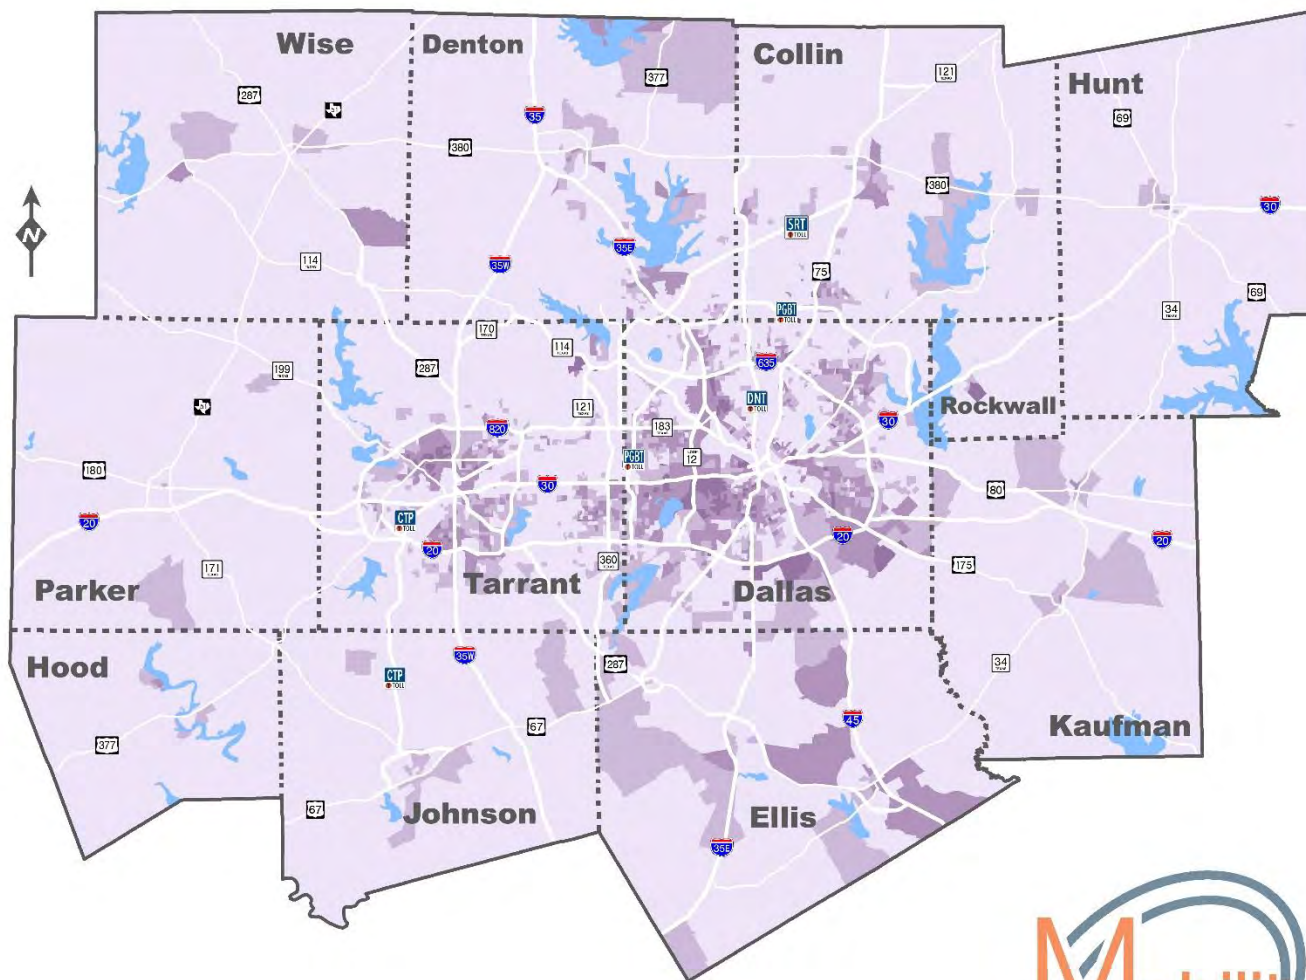 Wise
Denton
Collin
Hunt
121
377
287
69
35
380
380
N
SRT
TOLL
30
35E
114
35W
75
69
PGBT
TOLL
34
170
114
199
287
635
DNT
TOLL
121
Rockwall
820
183
30
PGBT
TOLL
LOOP
12
180
30
80
20
CTP
TOLL
20
20
20
360
175
171
Parker
Tarrant
Dallas
Hood
35W
287
34
CTP
TOLL
45
67
Kaufman
377
67
Johnson
Ellis
35E
M